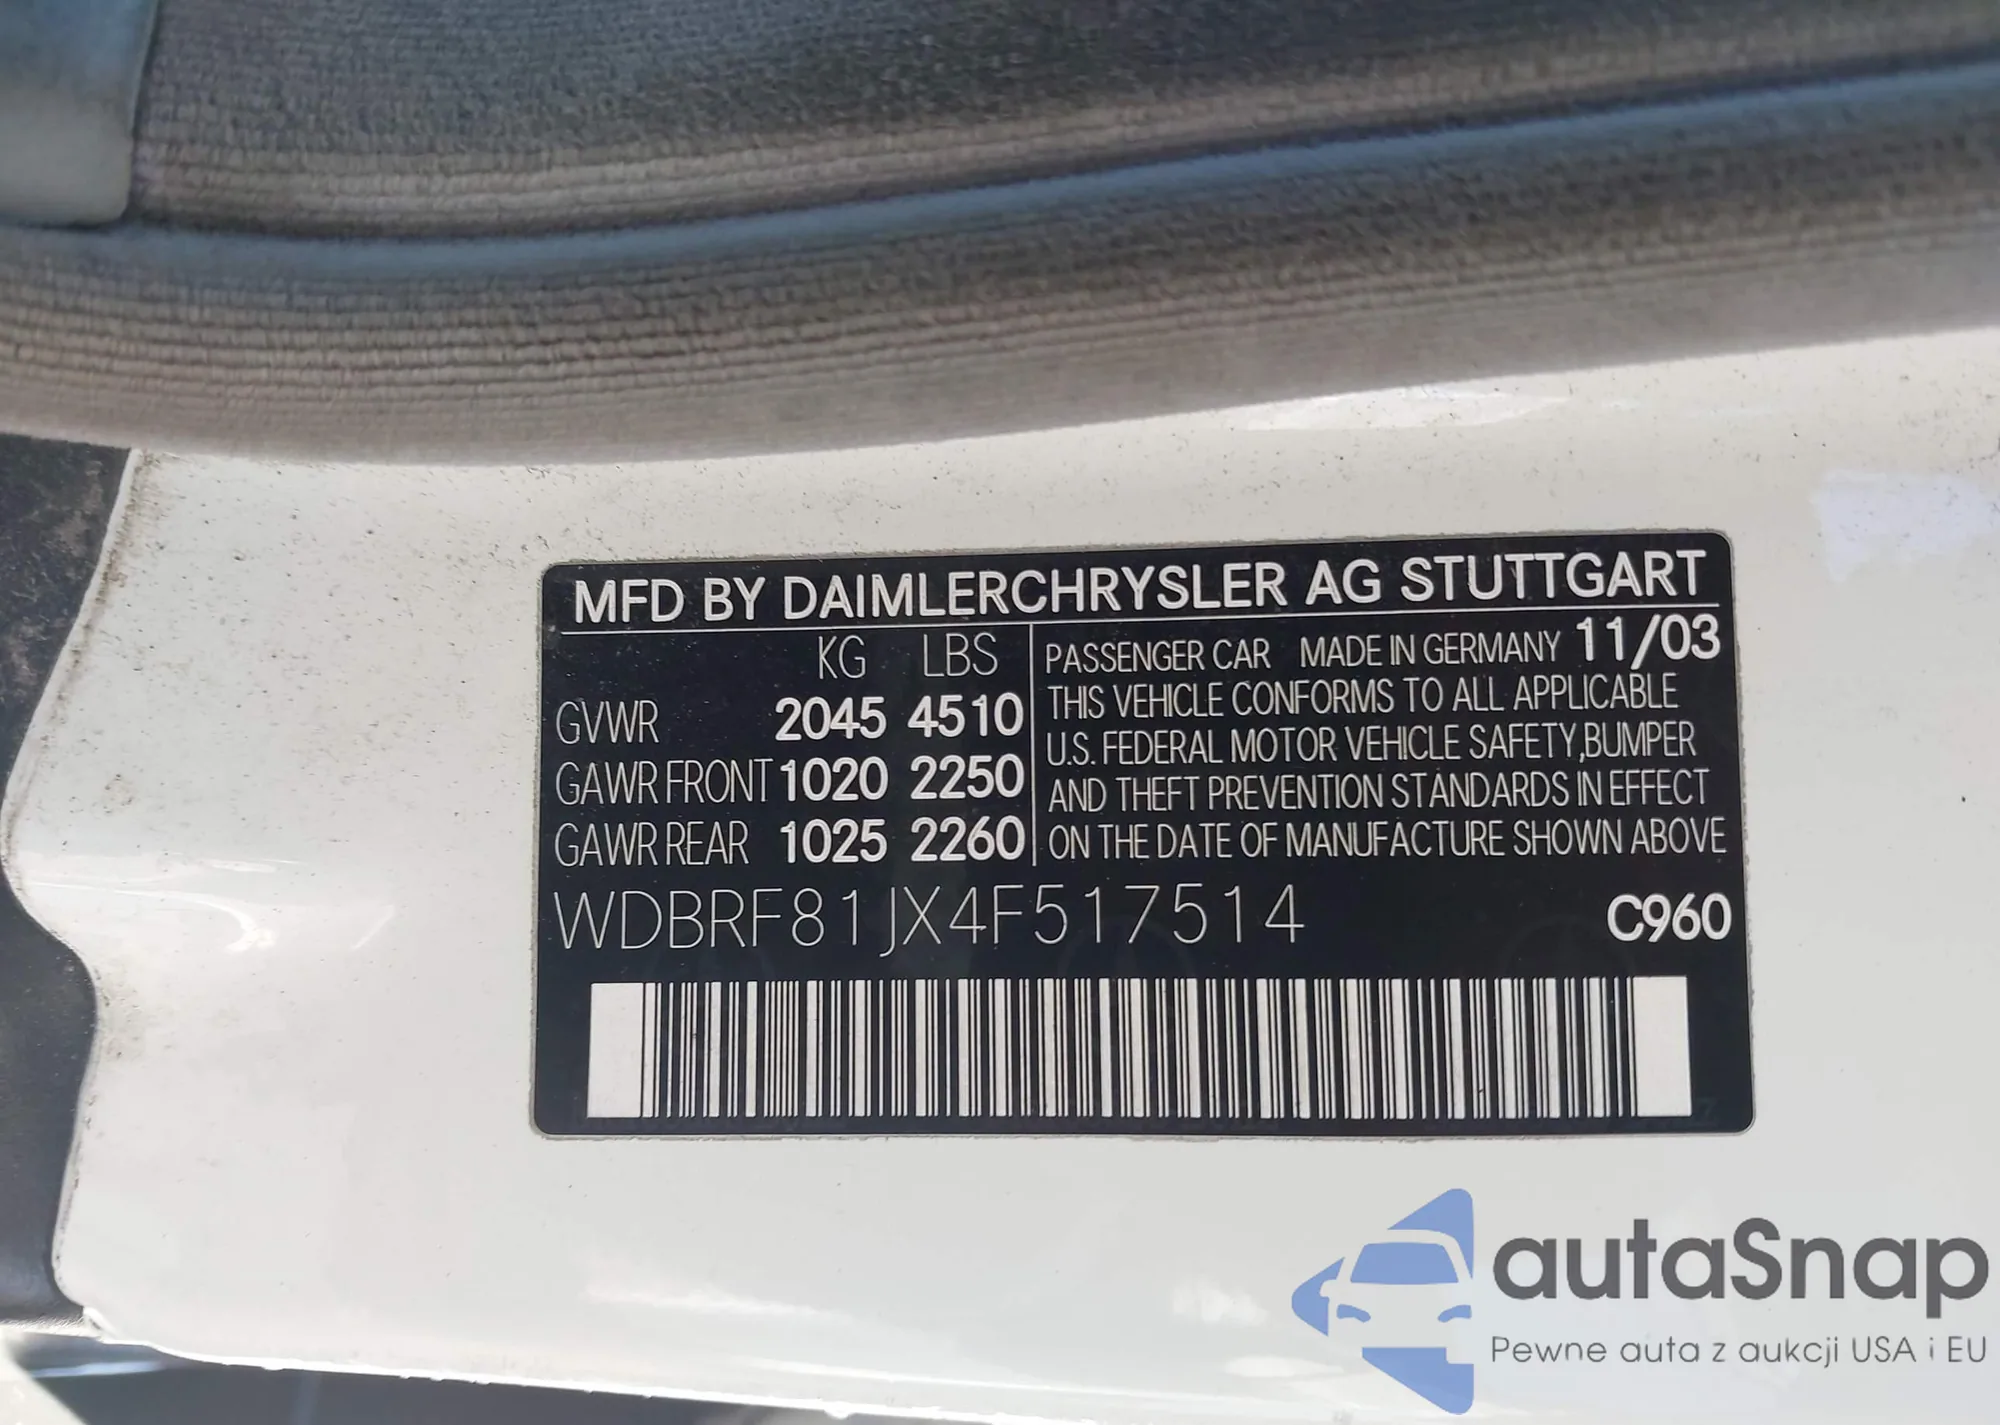 MFD BY DAIMLERCHRYSLER AG STUTTGART
KG LBS
GVWR 2045 4510
GAWR FRONT 1020 2250
GAWR REAR 1025 2260
PASSENGER CAR MADE IN GERMANY 11/03
THIS VEHICLE CONFORMS TO ALL APPLICABLE
U.S. FEDERAL MOTOR VEHICLE SAFETY,BUMPER
AND THEFT PREVENTION STANDARDS IN EFFECT
ON THE DATE OF MANUFACTURE SHOWN ABOVE
WDBRF81JX4F517514 C960
autaSnap
Pewne auta z aukcji USA i EU